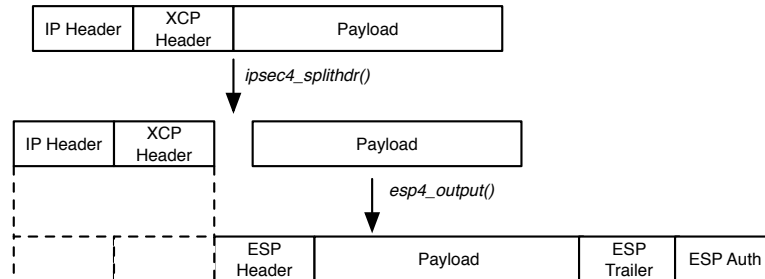 IP Header
XCP
Header
Payload
ipsec4_splithdr()
IP Header
XCP
Header
Payload
esp4_output()
ESP
Header
Payload
ESP
Trailer
ESP Auth